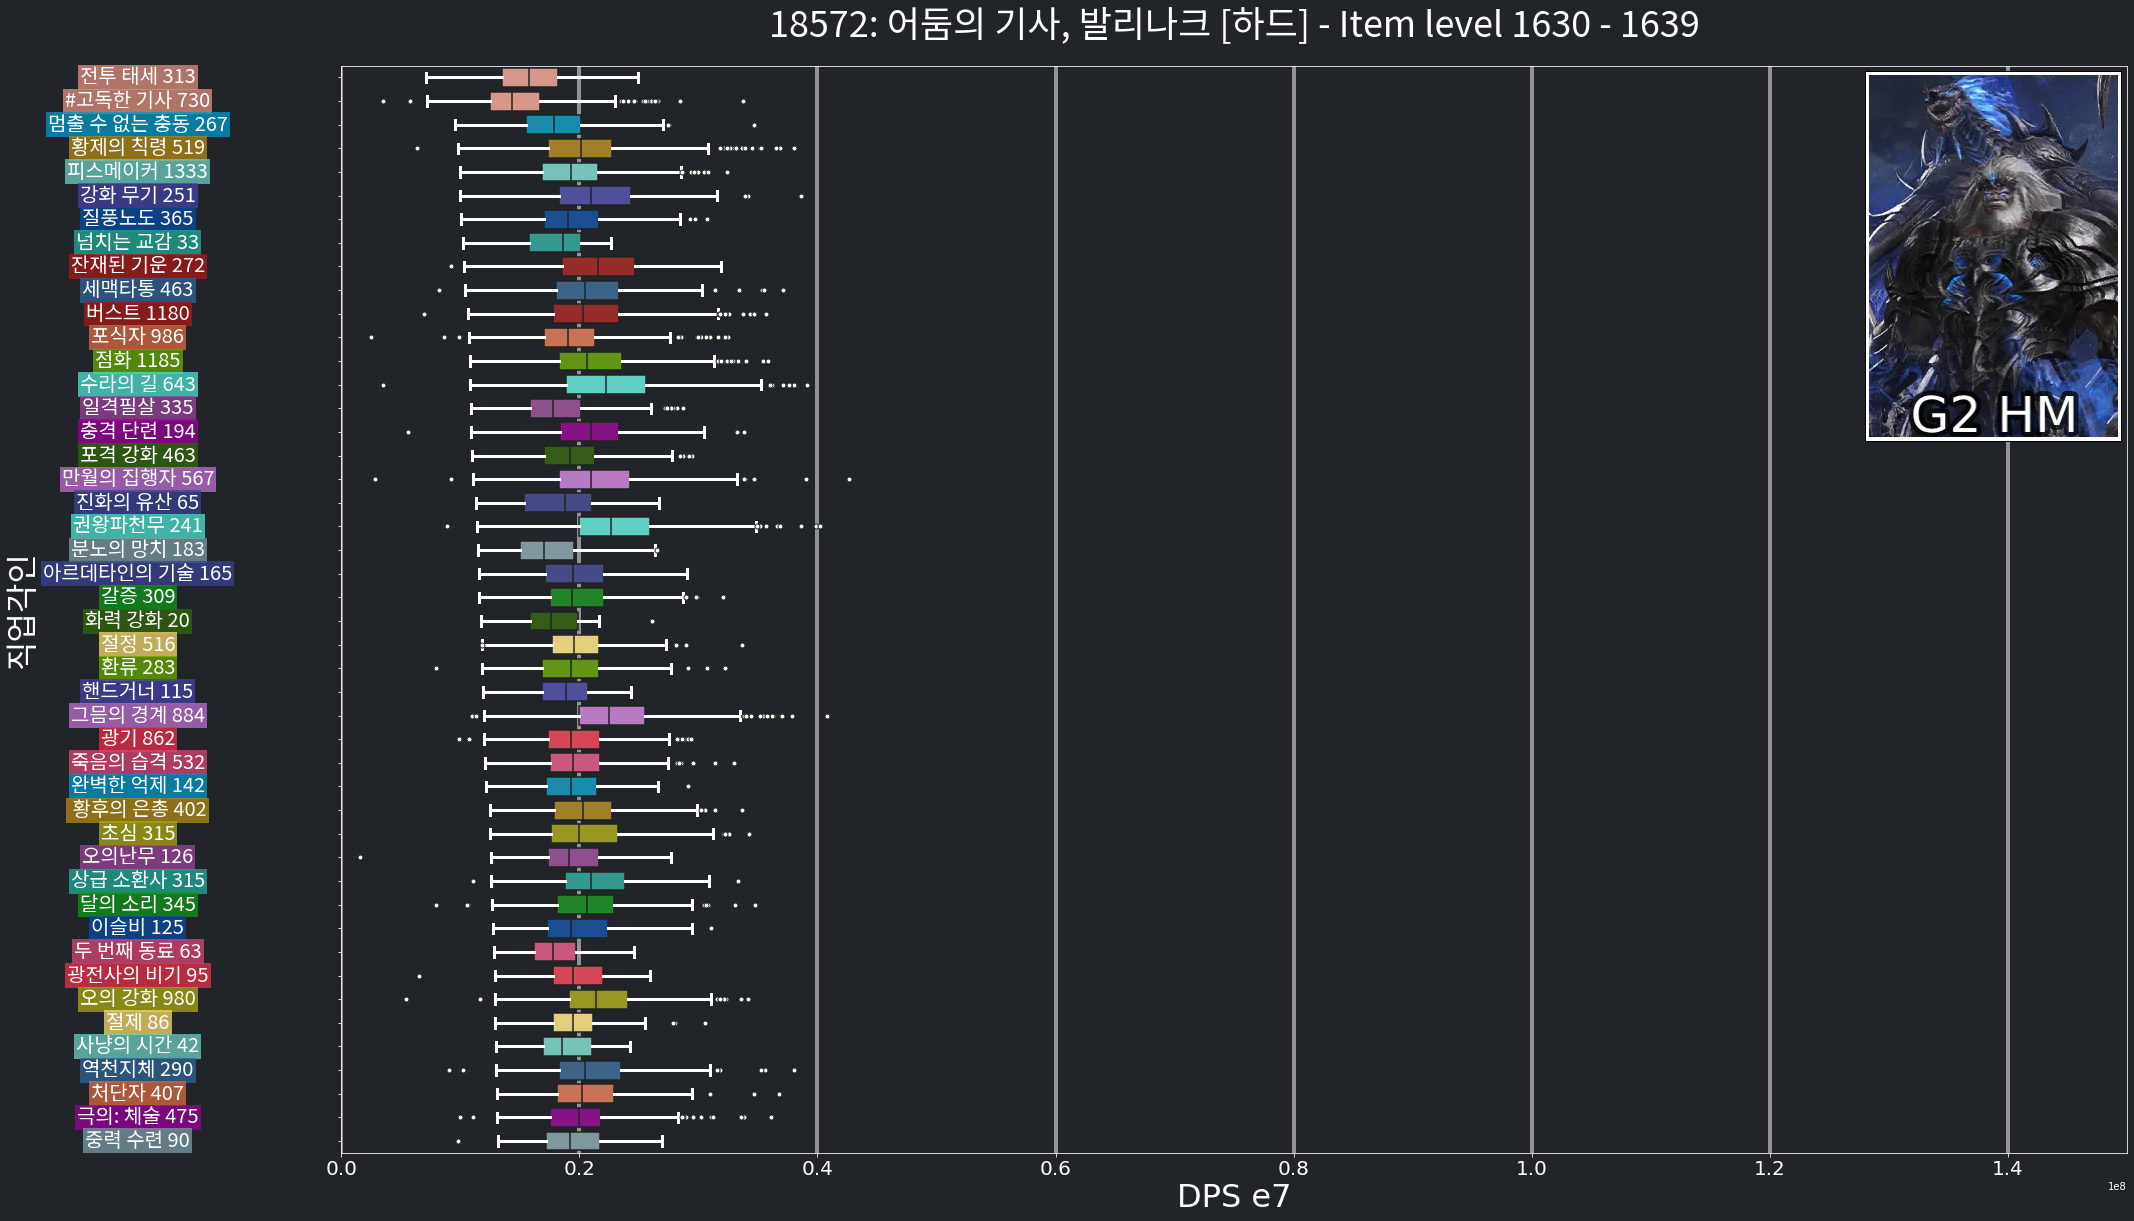 18572: 어둠의 기사, 발리나크 [하드] - Item level 1630 - 1639
전투 태세 313
#고독한 기사 730
멈출 수 없는 충동 267
황제의 칙령 519
피스메이커 1333
강화 무기 251
질풍노도 365
넘치는 교감 33
잔재된 기운 272
세맥타통 463
버스트 1180
포식자 986
점화 1185
수라의 길 643
일격필살 335
충격 단련 194
포격 강화 463
만월의 집행자 567
진화의 유산 65
권왕파천무 241
분노의 망치 183
아르데타인의 기술 165
갈증 309
화력 강화 20
절정 516
환류 283
핸드거너 115
그믐의 경계 884
광기 862
죽음의 습격 532
완벽한 억제 142
황후의 은총 402
초심 315
오의난무 126
상급 소환사 315
달의 소리 345
이슬비 125
두 번째 동료 63
광전사의 비기 95
오의 강화 980
절제 86
사냥의 시간 42
역천지체 290
처단자 407
극의: 체술 475
중력 수련 90
직업각인
G2 HM
0.0 0.2 0.4 0.6 0.8 1.0 1.2 1.4
DPS e7
1e8